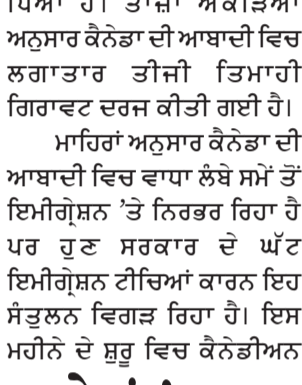 ਪਿਆ ਹੈ। ਤਾਜ਼ਾ ਅੰਕੜਿਆਂ
ਅਨੁਸਾਰ ਕੈਨੇਡਾ ਦੀ ਆਬਾਦੀ ਵਿਚ
ਲਗਾਤਾਰ ਤੀਜੀ ਤਿਮਾਹੀ
ਗਿਰਾਵਟ ਦਰਜ ਕੀਤੀ ਗਈ ਹੈ।
ਮਾਹਿਰਾਂ ਅਨੁਸਾਰ ਕੈਨੇਡਾ ਦੀ
ਆਬਾਦੀ ਵਿਚ ਵਾਧਾ ਲੰਬੇ ਸਮੇਂ ਤੋਂ
ਇਮੀਗ੍ਰੇਸ਼ਨ ’ਤੇ ਨਿਰਭਰ ਰਿਹਾ ਹੈ
ਪਰ ਹੁਣ ਸਰਕਾਰ ਦੇ ਘੱਟ
ਇਮੀਗ੍ਰੇਸ਼ਨ ਟੀਚਿਆਂ ਕਾਰਨ ਇਹ
ਸੰਤੁਲਨ ਵਿਗੜ ਰਿਹਾ ਹੈ। ਇਸ
ਮਹੀਨੇ ਦੇ ਸ਼ੁਰੂ ਵਿਚ ਕੈਨੇਡੀਅਨ